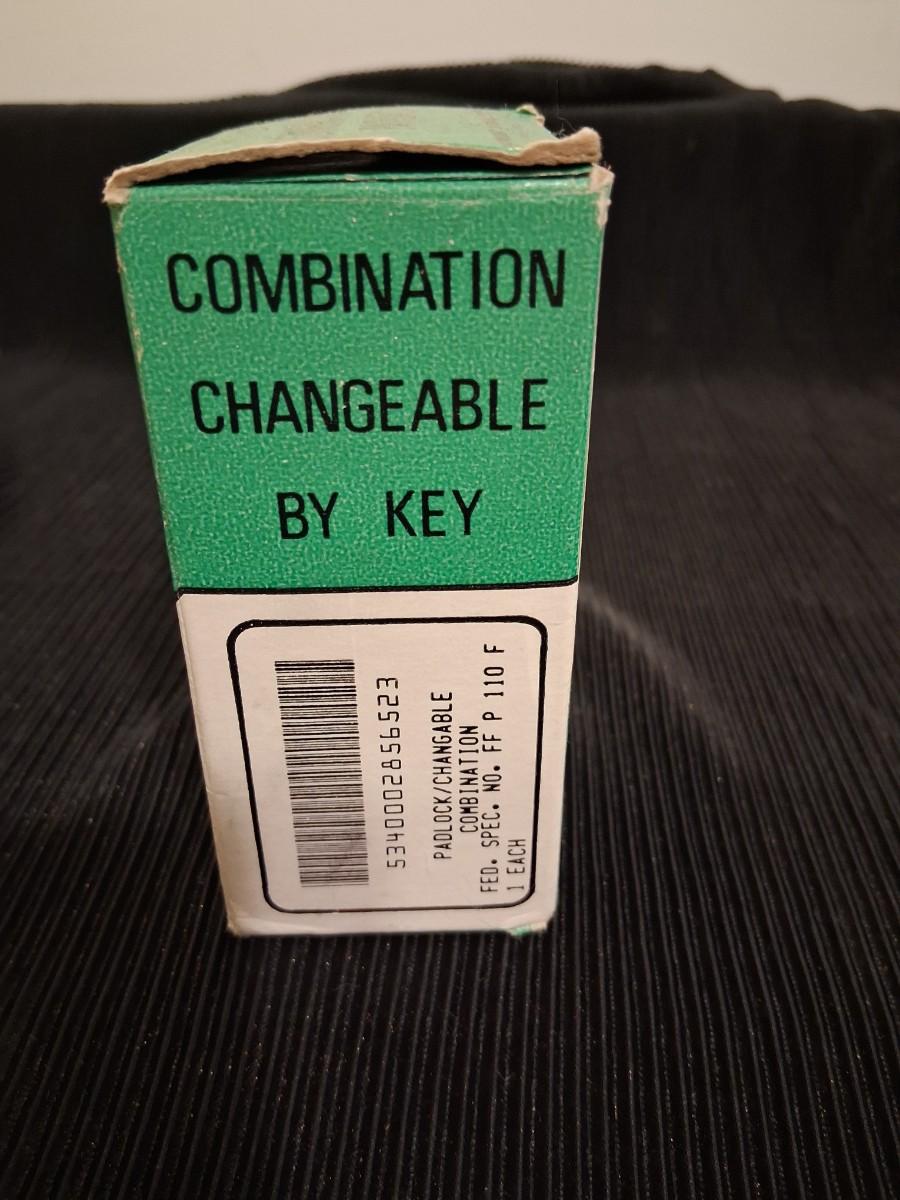 COMBINATION
CHANGEABLE
BY KEY
5340002856523
PADLOCK/CHANGABLE
COMBINATION
FED. SPEC. NO. FF P 110 F
1 EACH